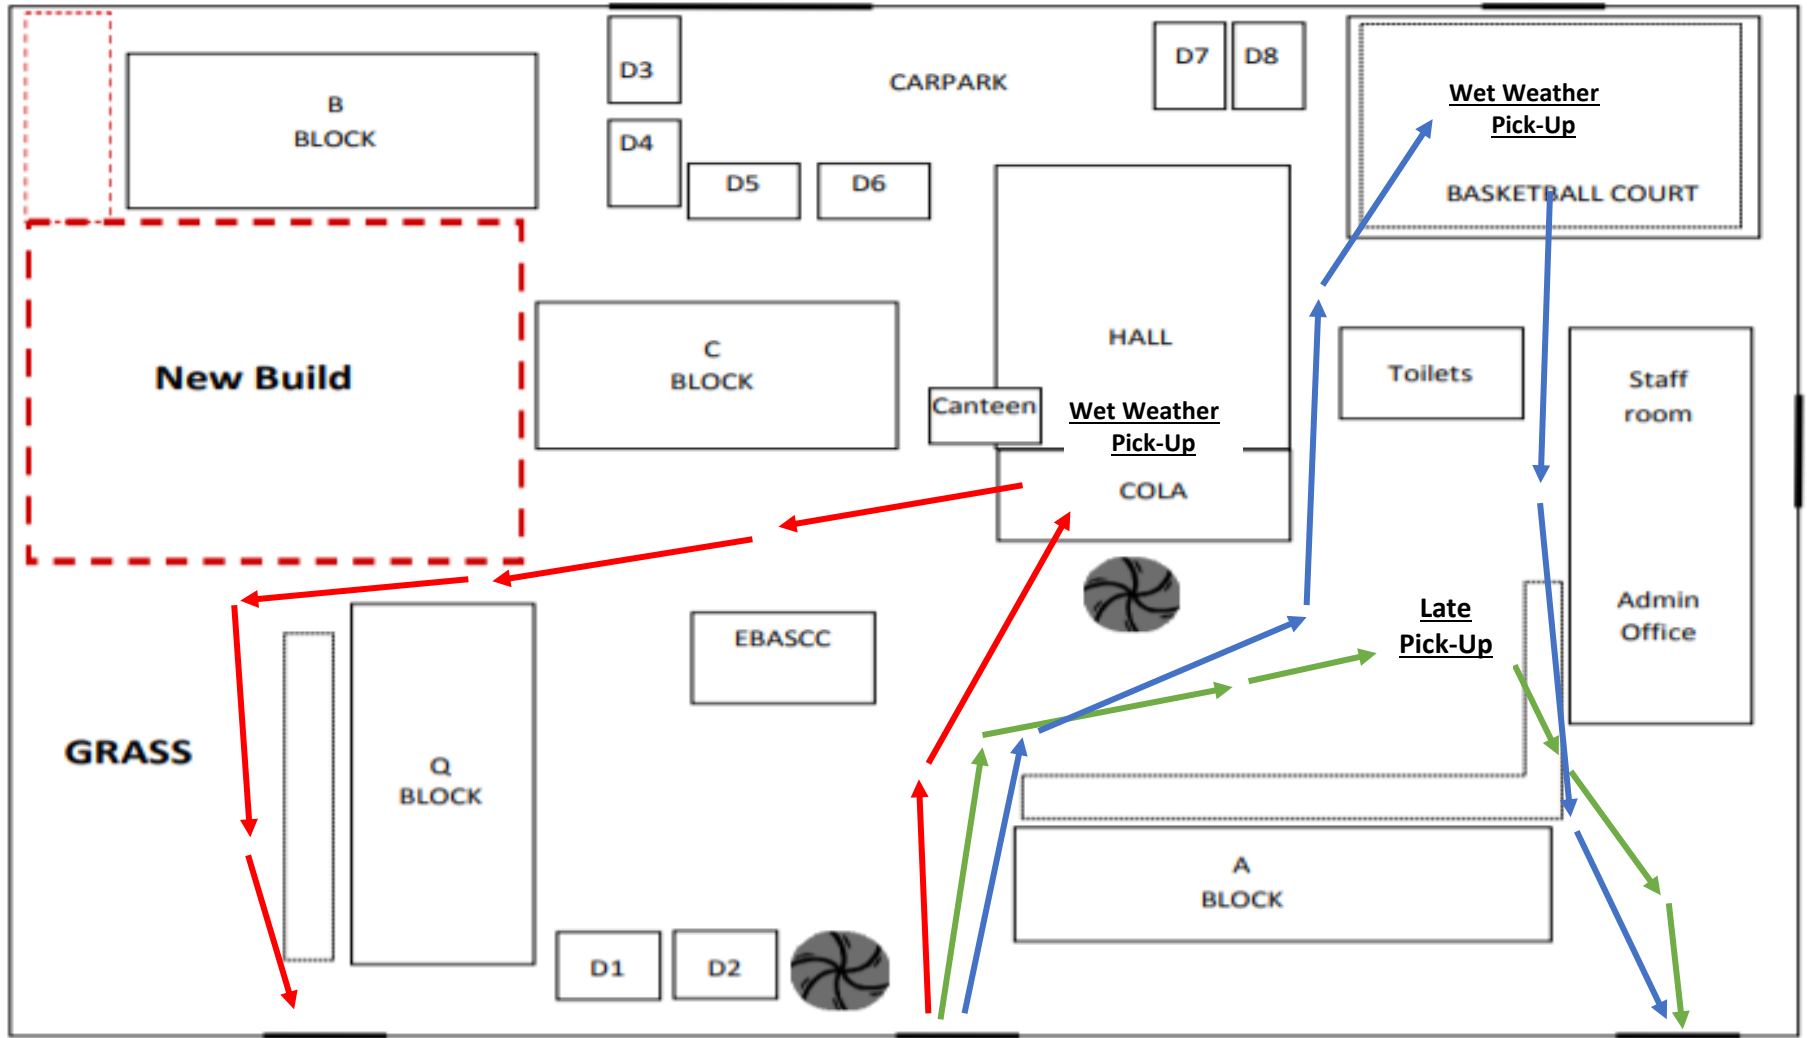 B
BLOCK
D3
D4
CARPARK
D5
D6
D7
D8
Wet Weather
Pick-Up
BASKETBALL COURT
New Build
C
BLOCK
HALL
Canteen
Wet Weather
Pick-Up
COLA
Toilets
Staff
room
Admin
Office
Late
Pick-Up
EBASCC
GRASS
Q
BLOCK
A
BLOCK
D1
D2